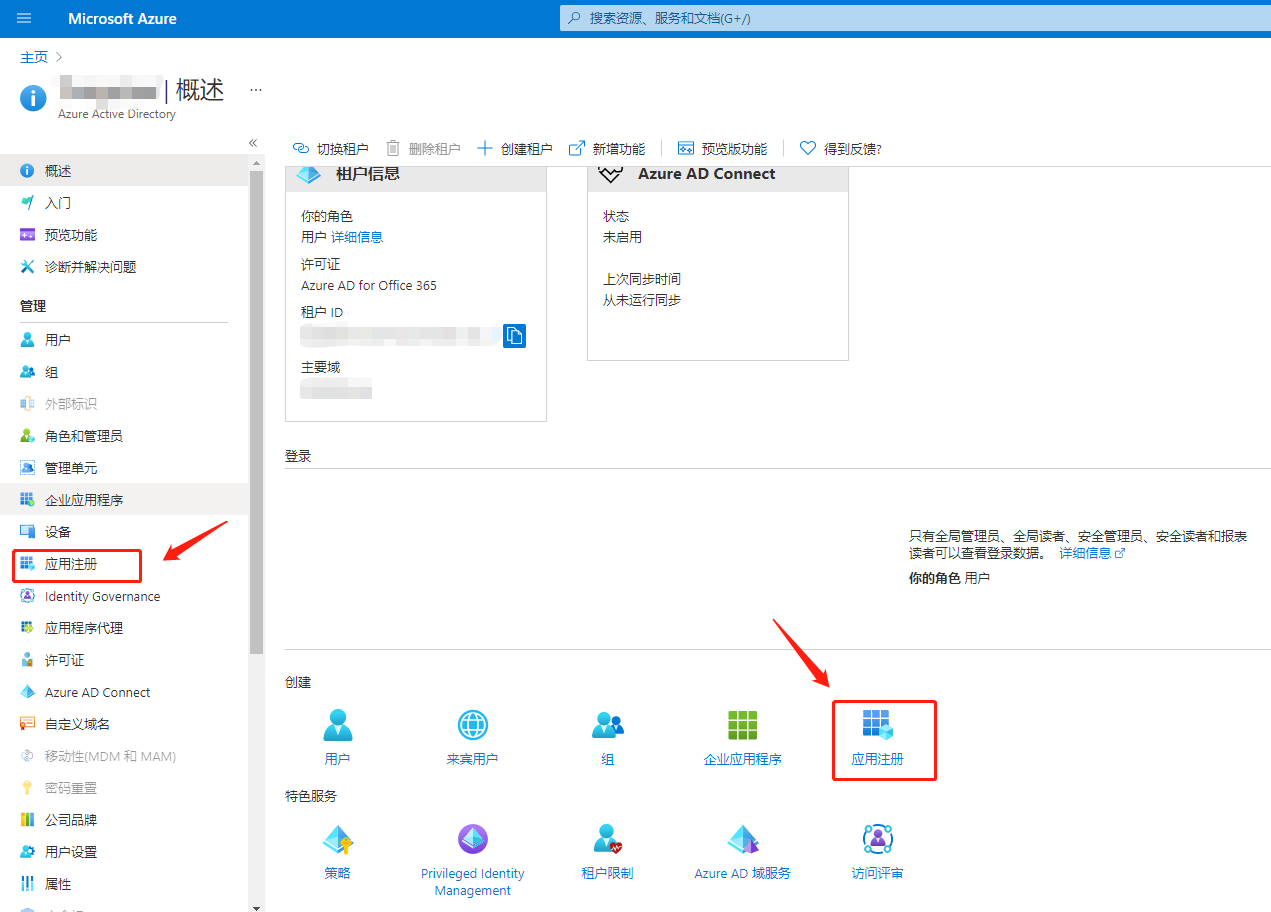 Microsoft Azure
搜索资源、服务和文档(G+/)
主页
| 概述
...
Azure Active Directory
«
切换租户
删除租户
创建租户
新增功能
预览版功能
得到反馈?
概述
入门
预览功能
诊断并解决问题
管理
用户
组
外部标识
角色和管理员
管理单元
企业应用程序
设备
应用注册
Identity Governance
应用程序代理
许可证
Azure AD Connect
自定义域名
移动性(MDM 和 MAM)
密码重置
公司品牌
用户设置
属性
租户信息
你的角色
用户 详细信息
许可证
Azure AD for Office 365
租户 ID
主要域
Azure AD Connect
状态
未启用
上次同步时间
从未运行同步
登录
只有全局管理员、全局读者、安全管理员、安全读者和报表
读者可以查看登录数据。 详细信息
你的角色 用户
创建
用户
来宾用户
组
企业应用程序
应用注册
特色服务
策略
Privileged Identity
Management
租户限制
Azure AD 域服务
访问评审